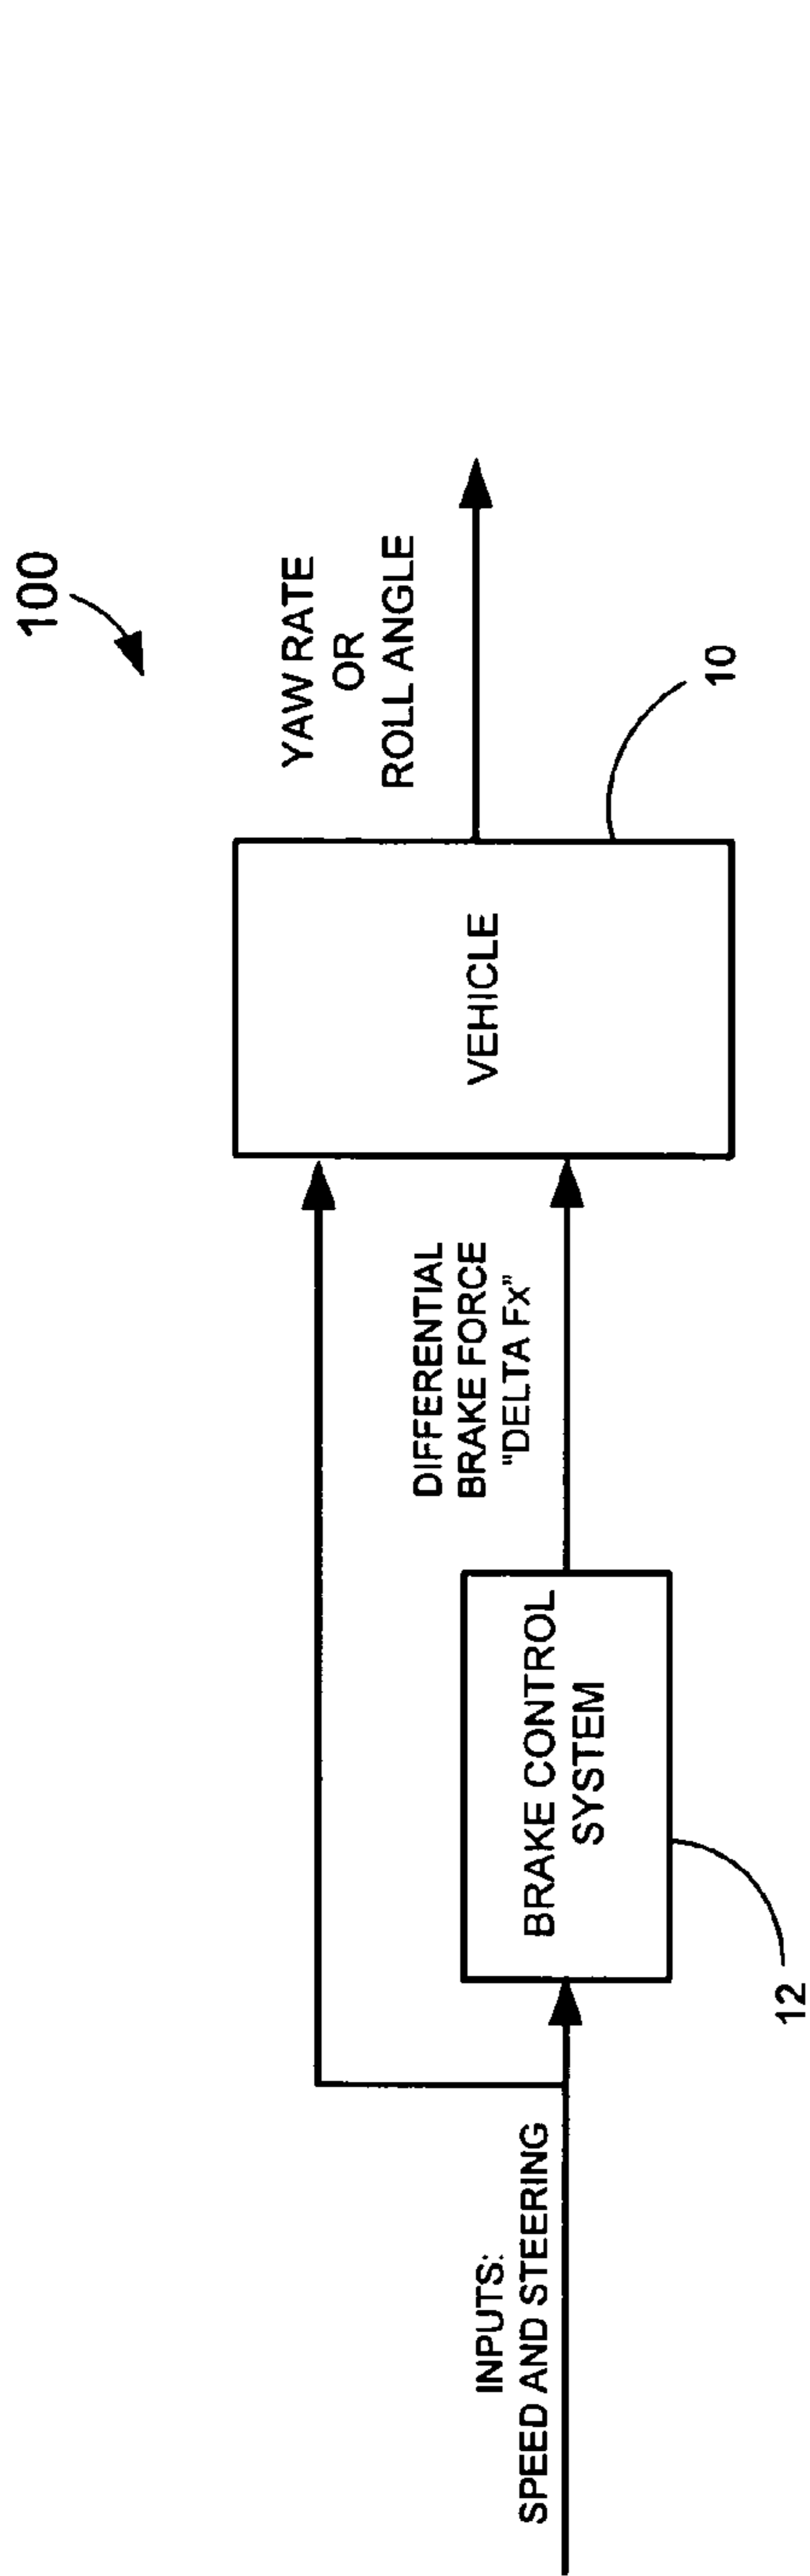 100
INPUTS:
SPEED AND STEERING
BRAKE CONTROL
SYSTEM
12
DIFFERENTIAL
BRAKE FORCE
"DELTA Fx"
VEHICLE
10
YAW RATE
OR
ROLL ANGLE